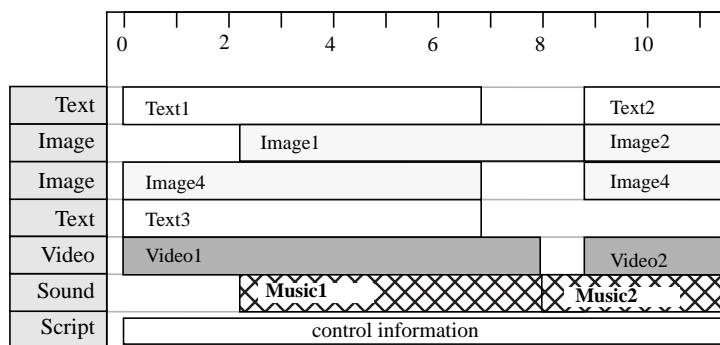 0 2 4 6 8 10
Text Text1 Text2
Image Image1 Image2
Image Image4 Image4
Text Text3
Video Video1 Video2
Sound Music1 Music2
Script control information